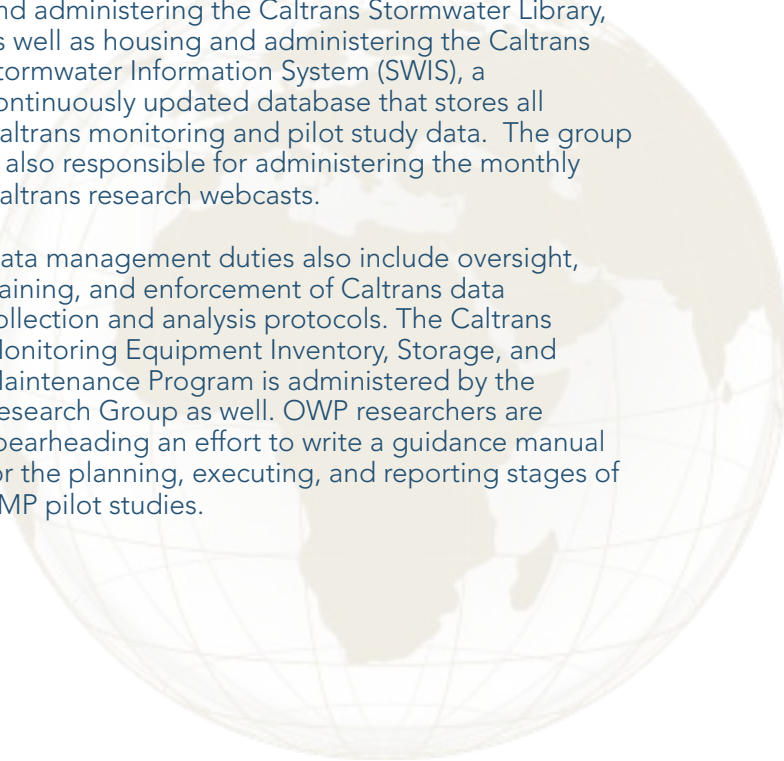 nd administering the Caltrans Stormwater Library,
s well as housing and administering the Caltrans
tormwater Information System (SWIS), a
ontinuously updated database that stores all
altrans monitoring and pilot study data.  The group
also responsible for administering the monthly
altrans research webcasts.
ata management duties also include oversight,
aining, and enforcement of Caltrans data
ollection and analysis protocols. The Caltrans
onitoring Equipment Inventory, Storage, and
aintenance Program is administered by the
esearch Group as well. OWP researchers are
pearheading an effort to write a guidance manual
or the planning, executing, and reporting stages of
MP pilot studies.